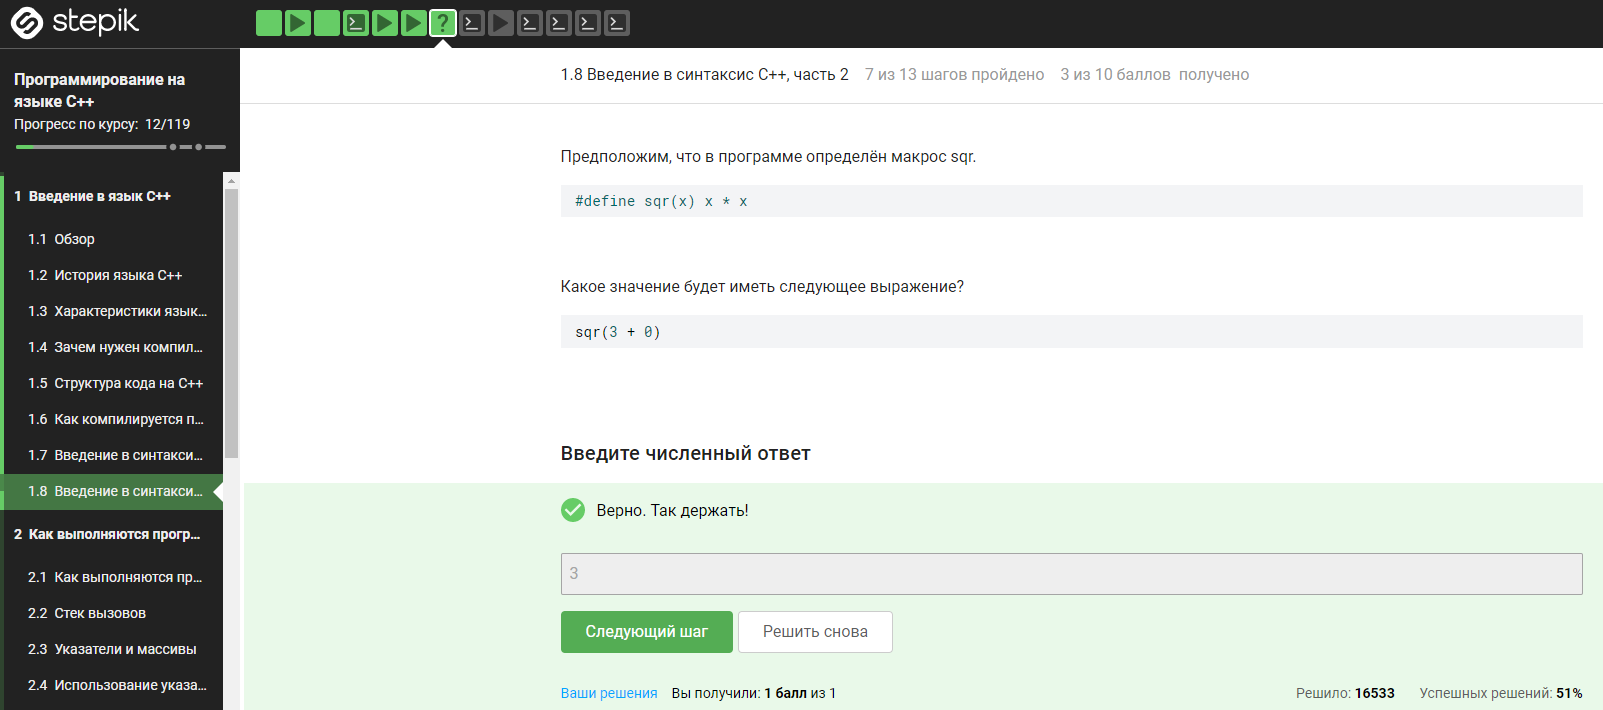 stepik
Программирование на
языке C++
Прогресс по курсу: 12/119
1 Введение в язык C++
1.1 Обзор
1.2 История языка C++
1.3 Характеристики язык...
1.4 Зачем нужен компил...
1.5 Структура кода на C++
1.6 Как компилируется п...
1.7 Введение в синтакси...
1.8 Введение в синтакси...
2 Как выполняются прогр...
2.1 Как выполняются пр...
2.2 Стек вызовов
2.3 Указатели и массивы
2.4 Использование указа...
1.8 Введение в синтаксис C++, часть 2 7 из 13 шагов пройдено 3 из 10 баллов получено
Предположим, что в программе определён макрос sqr.
#define sqr(x) x * x
Какое значение будет иметь следующее выражение?
sqr(3 + 0)
Введите численный ответ
Верно. Так держать!
3
Следующий шаг Решить снова
Ваши решения Вы получили: 1 балл из 1 Решило: 16533 Успешных решений: 51%